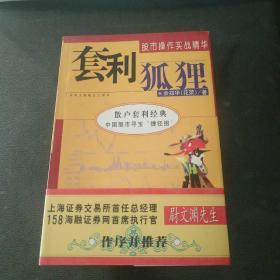 股市操作实战精华
套利
狐狸
散户套利经典
中国股市寻宝“捷径图”
上海证券交易所首任总经理
158海融证券网首席执行官
尉文渊先生
作序并推荐